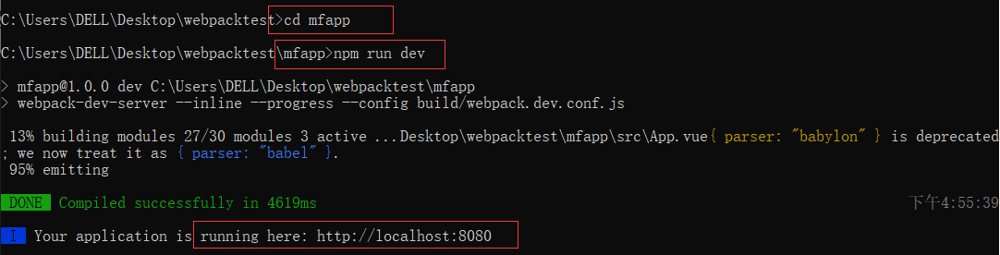 C:\Users\DELL\Desktop\webpacktest>cd mfapp
C:\Users\DELL\Desktop\webpacktest\mfapp>npm run dev
> mfapp@1.0.0 dev C:\Users\DELL\Desktop\webpacktest\mfapp
> webpack-dev-server --inline --progress --config build/webpack.dev.conf.js
13% building modules 27/30 modules 3 active ...Desktop\webpacktest\mfapp\src\App.vue{ parser: "babylon" } is deprecated
; we now treat it as { parser: "babel" }.
95% emitting
DONE Compiled successfully in 4619ms 下午4:55:39
I Your application is running here: http://localhost:8080